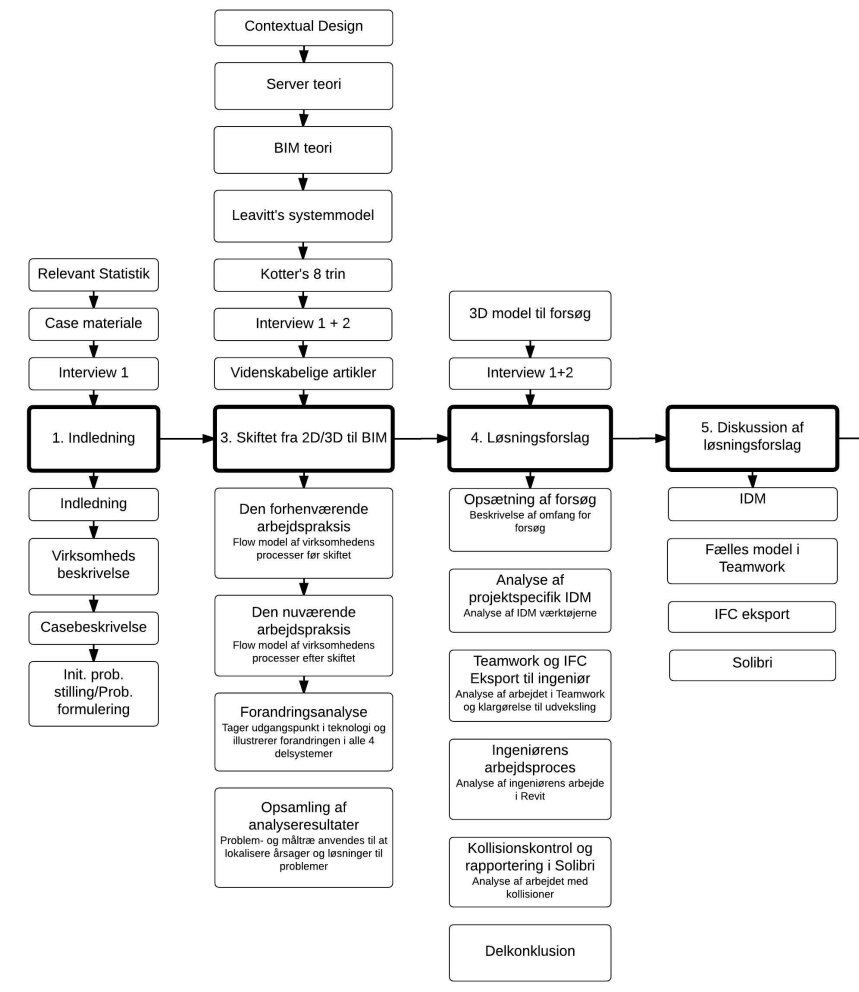 Contextual Design
Server teori
BIM teori
Leavitt's systemmodel
Relevant Statistik
Kotter's 8 trin
Case materiale
Interview 1 + 2
3D model til forsøg
Interview 1
Videnskabelige artikler
Interview 1+2
1. Indledning
3. Skiftet fra 2D/3D til BIM
4. Løsningsforslag
5. Diskussion af
løsningsforslag
Indledning
Virksomheds
beskrivelse
Casebeskrivelse
Init. prob.
stilling/Prob.
formulering
Den forhenværende
arbejdspraksis
Flow model af virksomhedens
processer før skiftet
Den nuværende
arbejdspraksis
Flow model af virksomhedens
processer efter skiftet
Forandringsanalyse
Tager udgangspunkt i teknologi og
illustrerer forandringen i alle 4
delsystemer
Opsamling af
analyseresultater
Problem- og måltræ anvendes til at
lokalisere årsager og løsninger til
problemer
Opsætning af forsøg
Beskrivelse af omfang for
forsøg
Analyse af
projektspecifik IDM
Analyse af IDM værktøjerne
Teamwork og IFC
Eksport til ingeniør
Analyse af arbejdet i Teamwork
og klargørelse til udveksling
Ingeniørens
arbejdsproces
Analyse af ingeniørens arbejde
i Revit
Kollisionskontrol og
rapportering i Solibri
Analyse af arbejdet med
kollisioner
Delkonklusion
IDM
Fælles model i
Teamwork
IFC eksport
Solibri